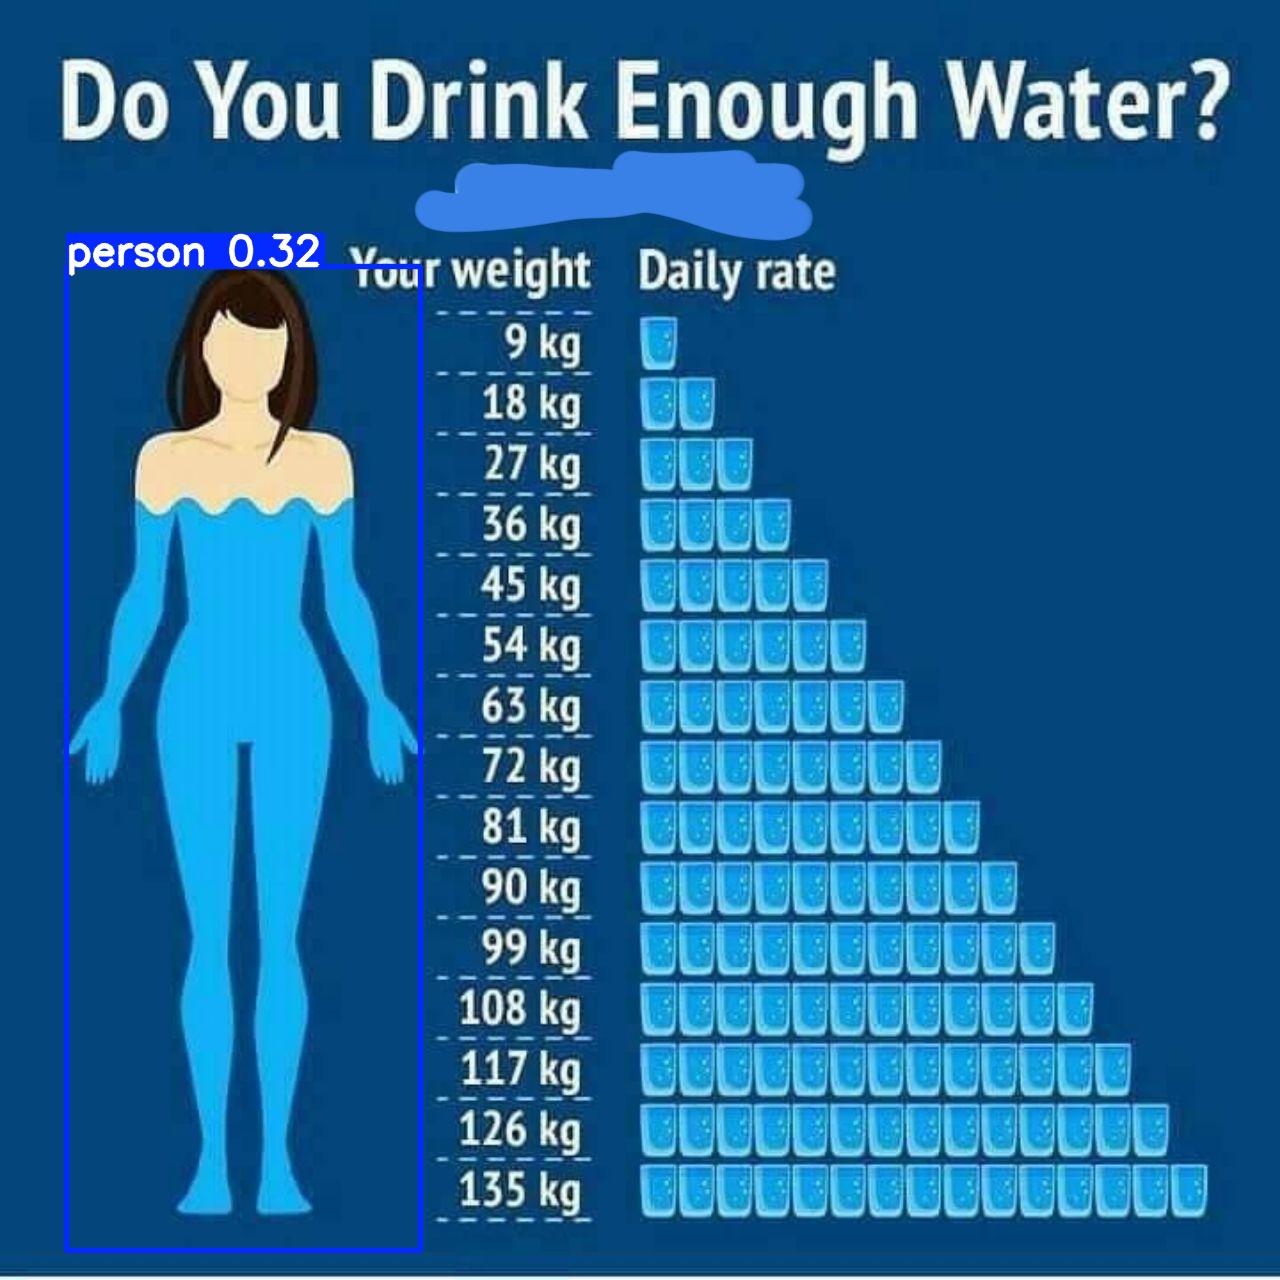 Do You Drink Enough Water?
person 0.32
Your weight Daily rate
9 kg
18 kg
27 kg
36 kg
45 kg
54 kg
63 kg
72 kg
81 kg
90 kg
99 kg
108 kg
117 kg
126 kg
135 kg